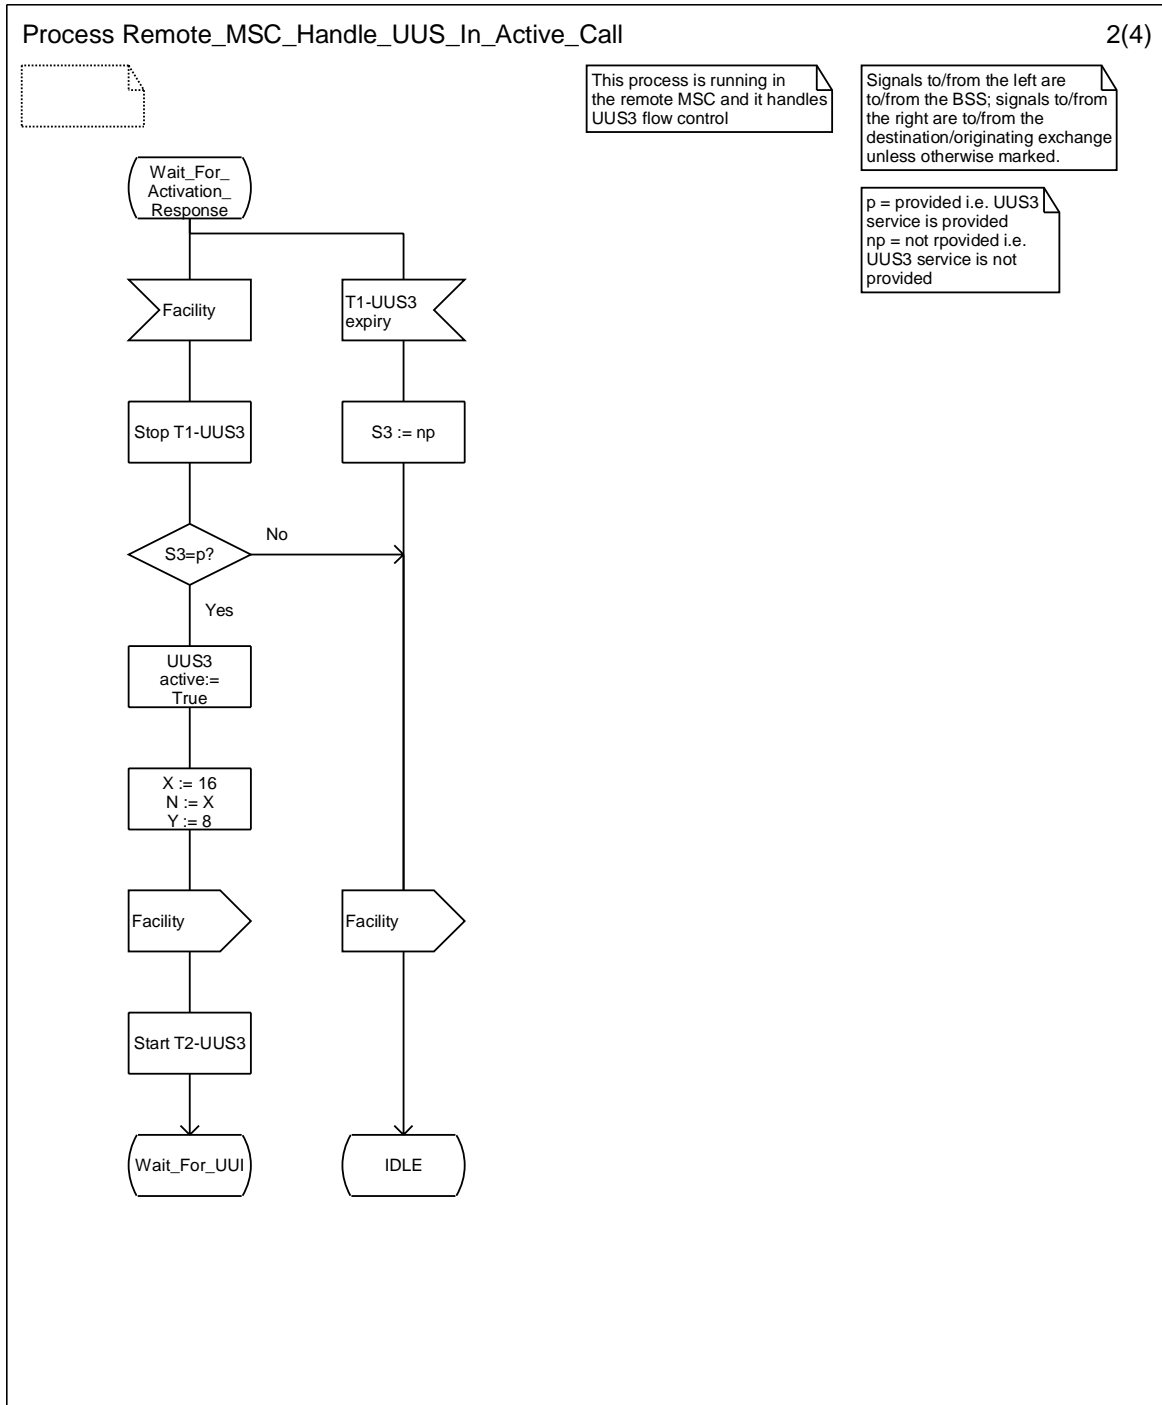 Process Remote_MSC_Handle_UUS_In_Active_Call
2(4)
This process is running in
the remote MSC and it handles
UUS3 flow control
Signals to/from the left are
to/from the BSS; signals to/from
the right are to/from the
destination/originating exchange
unless otherwise marked.
p = provided i.e. UUS3
service is provided
np = not rpovided i.e.
UUS3 service is not
provided
Wait_For_
Activation_
Response
Facility
T1-UUS3
expiry
Stop T1-UUS3
S3 := np
S3=p?
No
Yes
UUS3
active:=
True
X := 16
N := X
Y := 8
Facility
Facility
Start T2-UUS3
Wait_For_UUI
IDLE